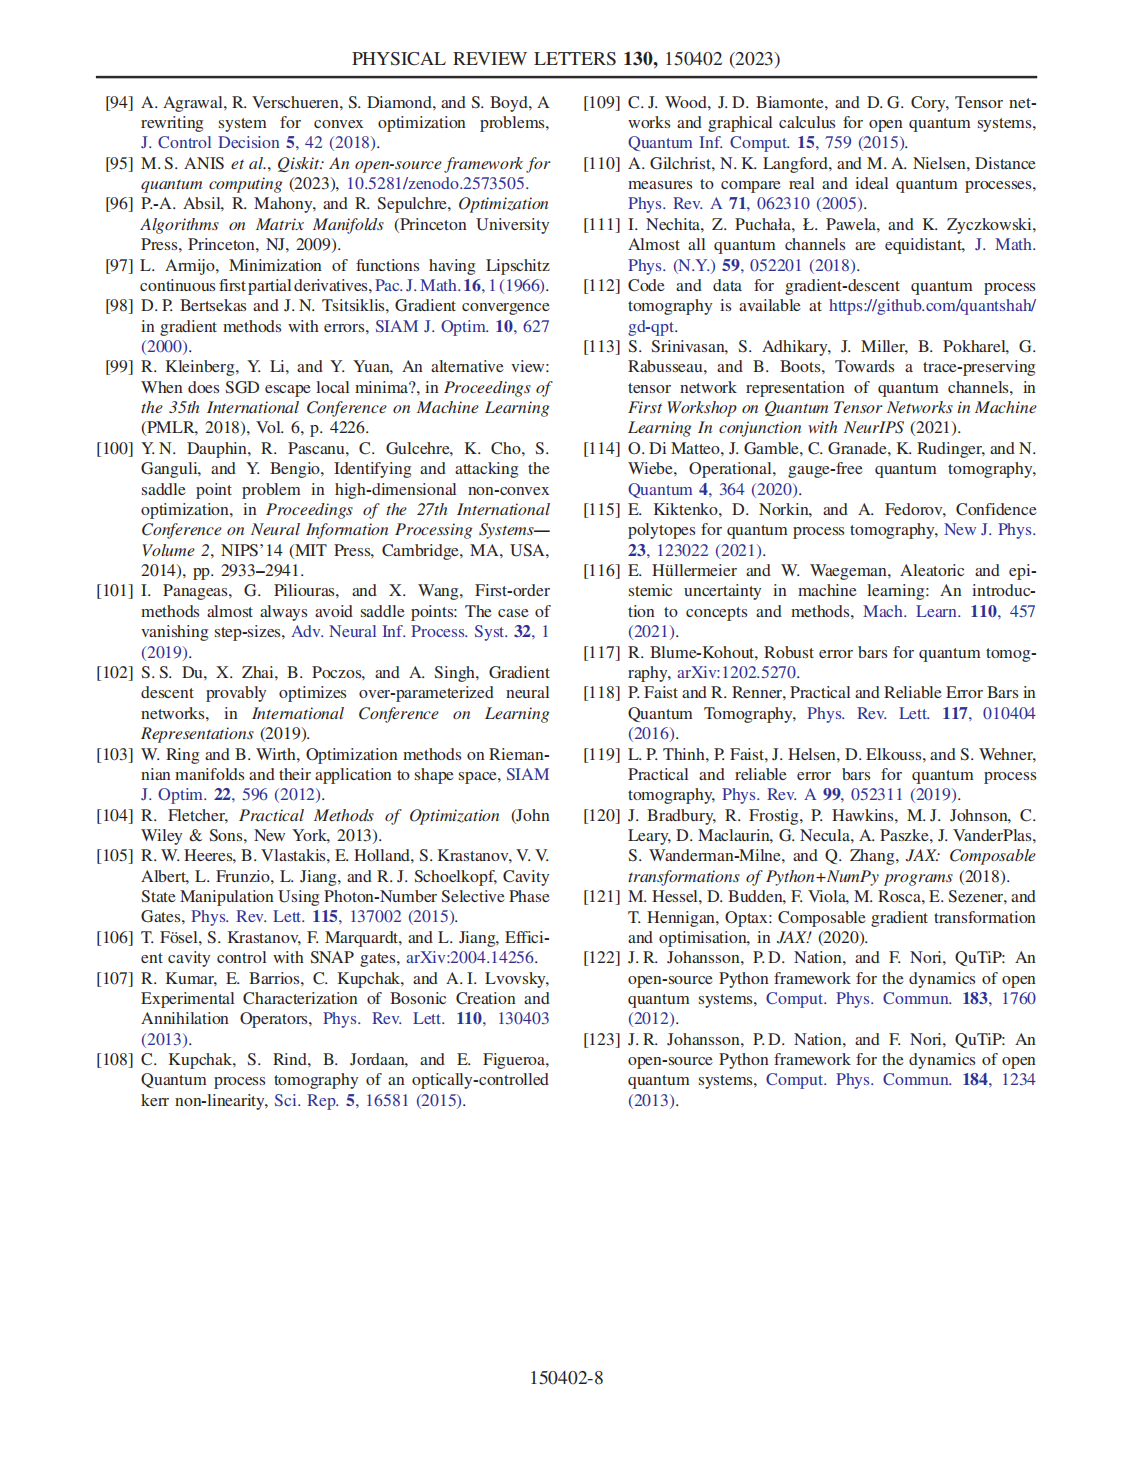 PHYSICAL REVIEW LETTERS 130, 150402 (2023)
[94] A. Agrawal, R. Verschueren, S. Diamond, and S. Boyd, A
rewriting system for convex optimization problems,
J. Control Decision 5, 42 (2018).
[95] M. S. ANIS et al., Qiskit: An open-source framework for
quantum computing (2023), 10.5281/zenodo.2573505.
[96] P.-A. Absil, R. Mahony, and R. Sepulchre, Optimization
Algorithms on Matrix Manifolds (Princeton University
Press, Princeton, NJ, 2009).
[97] L. Armijo, Minimization of functions having Lipschitz
continuous first partial derivatives, Pac. J. Math. 16, 1 (1966).
[98] D. P. Bertsekas and J. N. Tsitsiklis, Gradient convergence
in gradient methods with errors, SIAM J. Optim. 10, 627
(2000).
[99] R. Kleinberg, Y. Li, and Y. Yuan, An alternative view:
When does SGD escape local minima?, in Proceedings of
the 35th International Conference on Machine Learning
(PMLR, 2018), Vol. 6, p. 4226.
[100] Y. N. Dauphin, R. Pascanu, C. Gulcehre, K. Cho, S.
Ganguli, and Y. Bengio, Identifying and attacking the
saddle point problem in high-dimensional non-convex
optimization, in Proceedings of the 27th International
Conference on Neural Information Processing Systems—
Volume 2, NIPS'14 (MIT Press, Cambridge, MA, USA,
2014), pp. 2933–2941.
[101] I. Panageas, G. Piliouras, and X. Wang, First-order
methods almost always avoid saddle points: The case of
vanishing step-sizes, Adv. Neural Inf. Process. Syst. 32, 1
(2019).
[102] S. S. Du, X. Zhai, B. Poczos, and A. Singh, Gradient
descent provably optimizes over-parameterized neural
networks, in International Conference on Learning
Representations (2019).
[103] W. Ring and B. Wirth, Optimization methods on Rieman-
nian manifolds and their application to shape space, SIAM
J. Optim. 22, 596 (2012).
[104] R. Fletcher, Practical Methods of Optimization (John
Wiley & Sons, New York, 2013).
[105] R. W. Heeres, B. Vlastakis, E. Holland, S. Krastanov, V. V.
Albert, L. Frunzio, L. Jiang, and R. J. Schoelkopf, Cavity
State Manipulation Using Photon-Number Selective Phase
Gates, Phys. Rev. Lett. 115, 137002 (2015).
[106] T. Fösel, S. Krastanov, F. Marquardt, and L. Jiang, Effici-
ent cavity control with SNAP gates, arXiv:2004.14256.
[107] R. Kumar, E. Barrios, C. Kupchak, and A. I. Lvovsky,
Experimental Characterization of Bosonic Creation and
Annihilation Operators, Phys. Rev. Lett. 110, 130403
(2013).
[108] C. Kupchak, S. Rind, B. Jordaan, and E. Figueroa,
Quantum process tomography of an optically-controlled
kerr non-linearity, Sci. Rep. 5, 16581 (2015).
[109] C. J. Wood, J. D. Biamonte, and D. G. Cory, Tensor net-
works and graphical calculus for open quantum systems,
Quantum Inf. Comput. 15, 759 (2015).
[110] A. Gilchrist, N. K. Langford, and M. A. Nielsen, Distance
measures to compare real and ideal quantum processes,
Phys. Rev. A 71, 062310 (2005).
[111] I. Nechita, Z. Puchała, Ł. Pawela, and K. Zyczkowski,
Almost all quantum channels are equidistant, J. Math.
Phys. (N.Y.) 59, 052201 (2018).
[112] Code and data for gradient-descent quantum process
tomography is available at https://github.com/quantshah/
gd-qpt.
[113] S. Srinivasan, S. Adhikary, J. Miller, B. Pokharel, G.
Rabusseau, and B. Boots, Towards a trace-preserving
tensor network representation of quantum channels, in
First Workshop on Quantum Tensor Networks in Machine
Learning In conjunction with NeurIPS (2021).
[114] O. Di Matteo, J. Gamble, C. Granade, K. Rudinger, and N.
Wiebe, Operational, gauge-free quantum tomography,
Quantum 4, 364 (2020).
[115] E. Kiktenko, D. Norkin, and A. Fedorov, Confidence
polytopes for quantum process tomography, New J. Phys.
23, 123022 (2021).
[116] E. Hüllermeier and W. Waegeman, Aleatoric and epi-
stemic uncertainty in machine learning: An introduc-
tion to concepts and methods, Mach. Learn. 110, 457
(2021).
[117] R. Blume-Kohout, Robust error bars for quantum tomog-
raphy, arXiv:1202.5270.
[118] P. Faist and R. Renner, Practical and Reliable Error Bars in
Quantum Tomography, Phys. Rev. Lett. 117, 010404
(2016).
[119] L. P. Thinh, P. Faist, J. Helsen, D. Elkouss, and S. Wehner,
Practical and reliable error bars for quantum process
tomography, Phys. Rev. A 99, 052311 (2019).
[120] J. Bradbury, R. Frostig, P. Hawkins, M. J. Johnson, C.
Leary, D. Maclaurin, G. Necula, A. Paszke, J. VanderPlas,
S. Wanderman-Milne, and Q. Zhang, JAX: Composable
transformations of Python+NumPy programs (2018).
[121] M. Hessel, D. Budden, F. Viola, M. Rosca, E. Sezener, and
T. Hennigan, Optax: Composable gradient transformation
and optimisation, in JAX! (2020).
[122] J. R. Johansson, P. D. Nation, and F. Nori, QuTiP: An
open-source Python framework for the dynamics of open
quantum systems, Comput. Phys. Commun. 183, 1760
(2012).
[123] J. R. Johansson, P. D. Nation, and F. Nori, QuTiP: An
open-source Python framework for the dynamics of open
quantum systems, Comput. Phys. Commun. 184, 1234
(2013).
150402-8